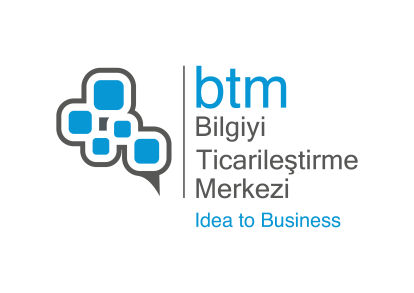 btm
Bilgiyi
Ticarileştirme
Merkezi
Idea to Business